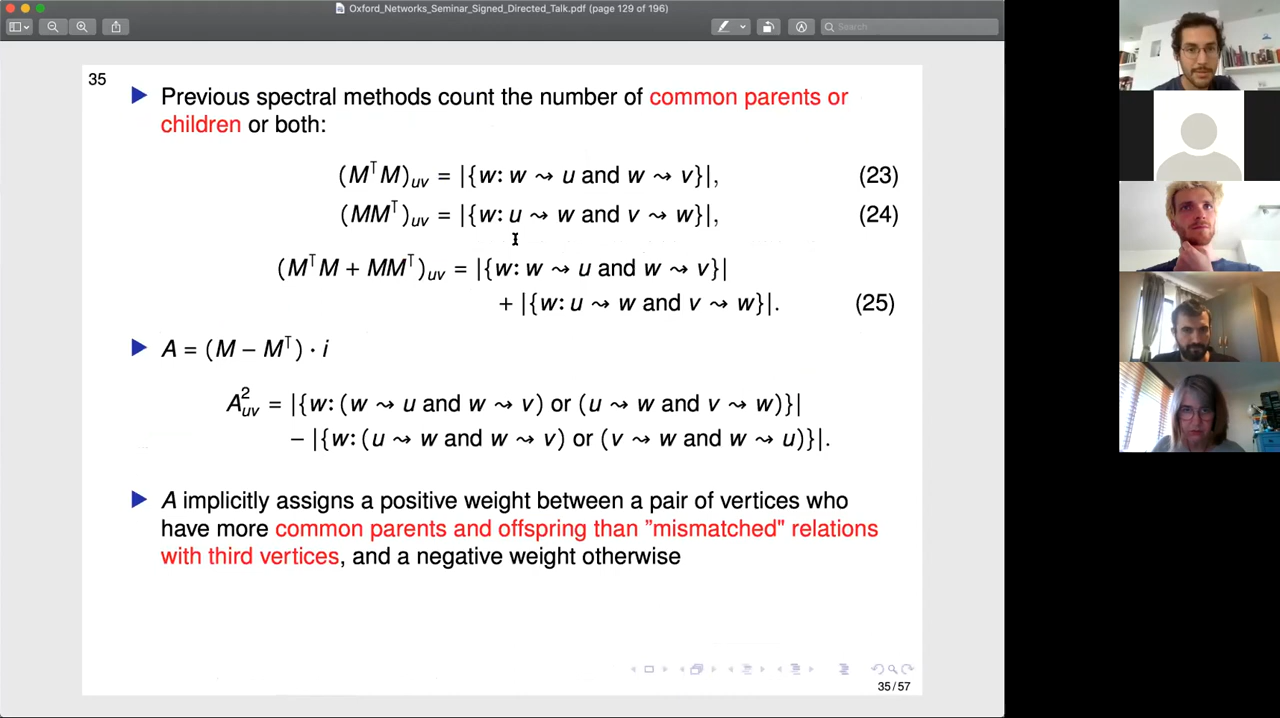 Oxford_Networks_Seminar_Signed_Directed_Talk.pdf (page 129 of 196)
Search
35
Previous spectral methods count the number of common parents or
children or both:
(MᵀM)ᵤᵥ = |{w: w ⇝ u and w ⇝ v}|, (23)
(MMᵀ)ᵤᵥ = |{w: u ⇝ w and v ⇝ w}|, (24)
(MᵀM + MMᵀ)ᵤᵥ = |{w: w ⇝ u and w ⇝ v}|
+ |{w: u ⇝ w and v ⇝ w}|. (25)
A = (M − Mᵀ) · i
A²ᵤᵥ = |{w: (w ⇝ u and w ⇝ v) or (u ⇝ w and v ⇝ w)}|
− |{w: (u ⇝ w and w ⇝ v) or (v ⇝ w and w ⇝ u)}|.
A implicitly assigns a positive weight between a pair of vertices who
have more common parents and offspring than ”mismatched" relations
with third vertices, and a negative weight otherwise
35/57